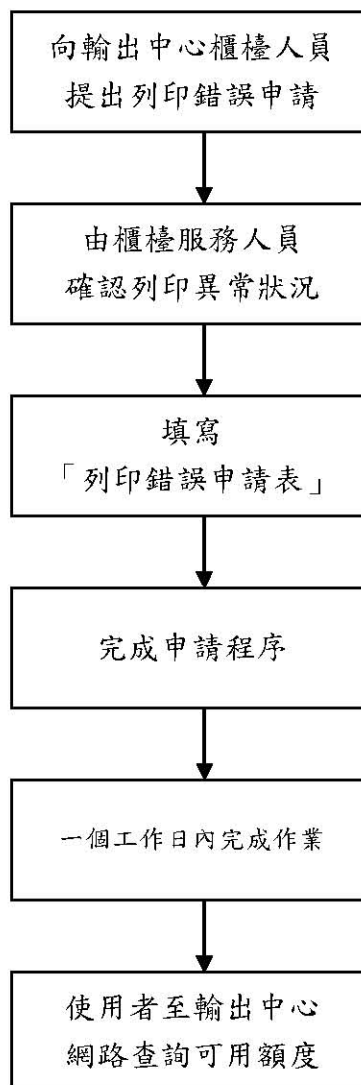 向輸出中心櫃檯人員
提出列印錯誤申請
由櫃檯服務人員
確認列印異常狀況
填寫
「列印錯誤申請表」
完成申請程序
一個工作日內完成作業
使用者至輸出中心
網路查詢可用額度